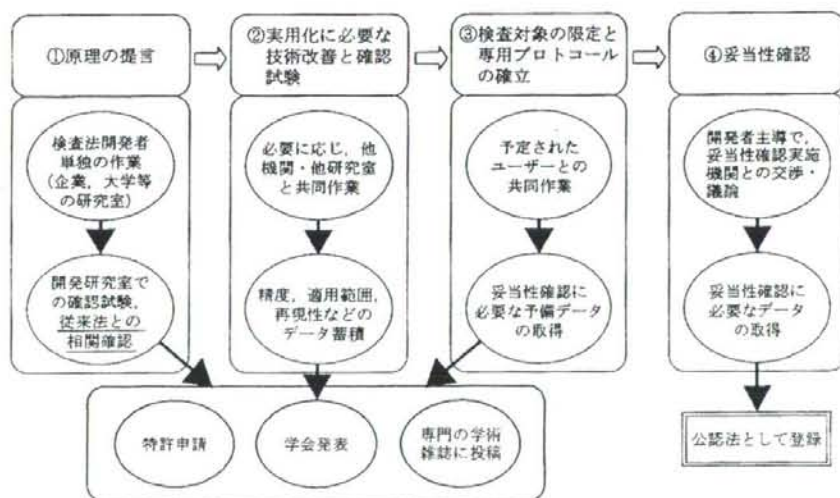 ①原理の提言
②実用化に必要な
技術改善と確認
試験
③検査対象の限定と
専用プロトコール
の確立
④妥当性確認
検査法開発者
単独の作業
(企業，大学等
の研究室)
開発研究室で
の確認試験，
従来法との
相関確認
必要に応じ，他
機関・他研究室
と共同作業
精度，適用範囲，
再現性などの
データ蓄積
予定された
ユーザーとの
共同作業
妥当性確認に
必要な予備データ
の取得
開発者主導で，
妥当性確認実施
機関との交渉・
議論
妥当性確認に
必要なデータ
の取得
特許申請
学会発表
専門の学術
雑誌に投稿
公認法として登録